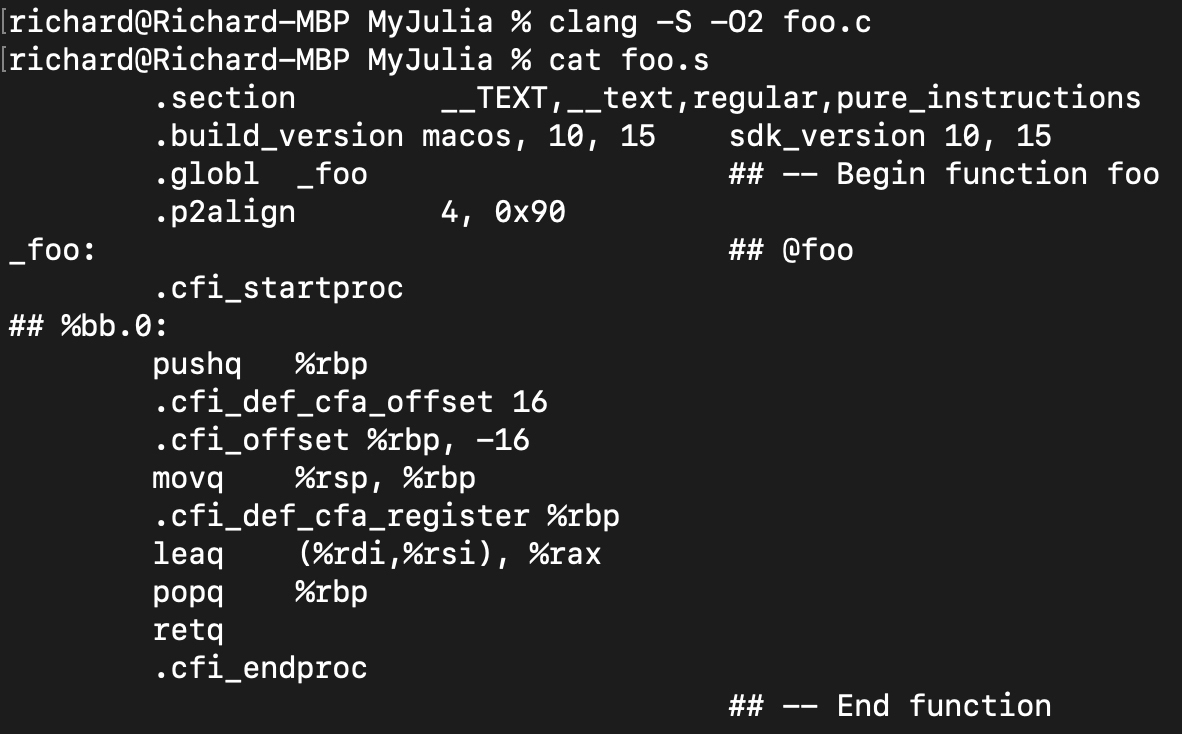 [richard@Richard-MBP MyJulia % clang -S -O2 foo.c
[richard@Richard-MBP MyJulia % cat foo.s
        .section        __TEXT,__text,regular,pure_instructions
        .build_version macos, 10, 15    sdk_version 10, 15
        .globl  _foo                    ## -- Begin function foo
        .p2align        4, 0x90
_foo:                                   ## @foo
        .cfi_startproc
## %bb.0:
        pushq   %rbp
        .cfi_def_cfa_offset 16
        .cfi_offset %rbp, -16
        movq    %rsp, %rbp
        .cfi_def_cfa_register %rbp
        leaq    (%rdi,%rsi), %rax
        popq    %rbp
        retq
        .cfi_endproc
                                        ## -- End function